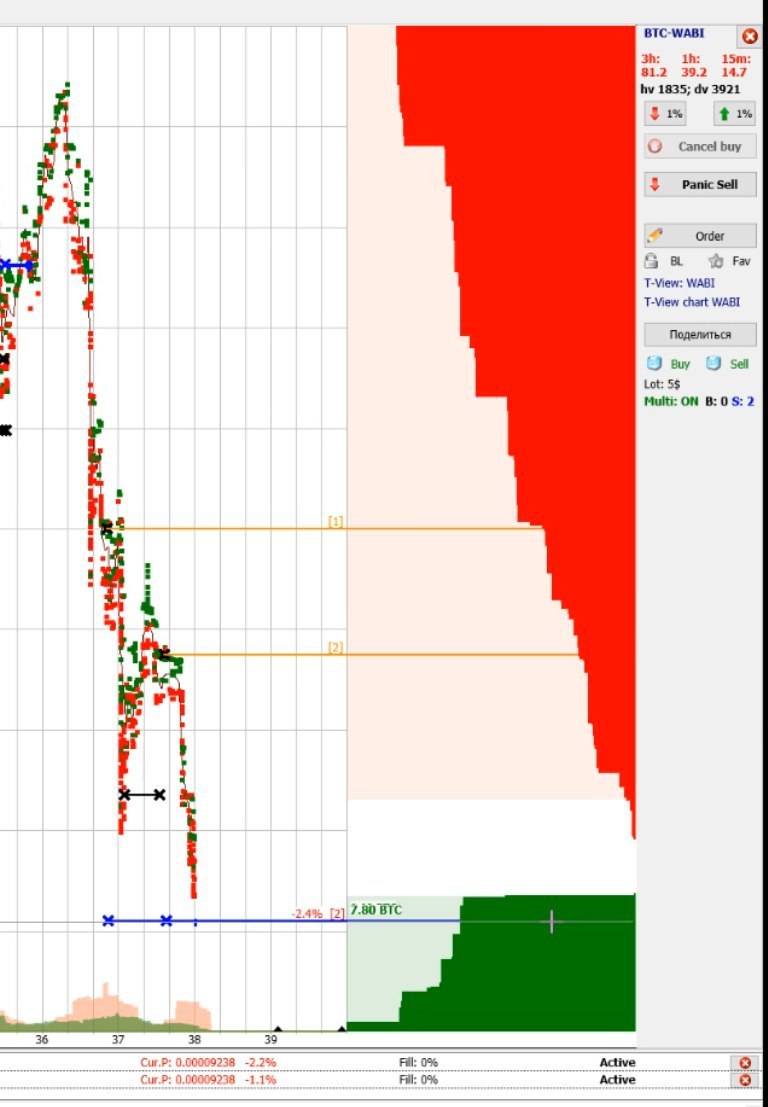 BTC-WABI
3h: 1h: 15m:
81.2 39.2 14.7
hv 1835; dv 3921
1% 1%
Cancel buy
Panic Sell
Order
BL Fav
T-View: WABI
T-View chart WABI
Поделиться
Buy Sell
Lot: 5$
Multi: ON B: 0 S: 2
[1]
[2]
-2.4% [2] 7.80 BTC
36 37 38 39
Cur.P: 0.00009238 -2.2% Fill: 0% Active
Cur.P: 0.00009238 -1.1% Fill: 0% Active